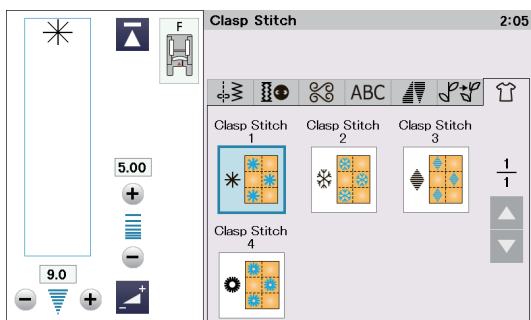 Clasp Stitch 2:05
F
ABC
5.00
9.0
Clasp Stitch
1
Clasp Stitch
2
Clasp Stitch
3
1
1
Clasp Stitch
4